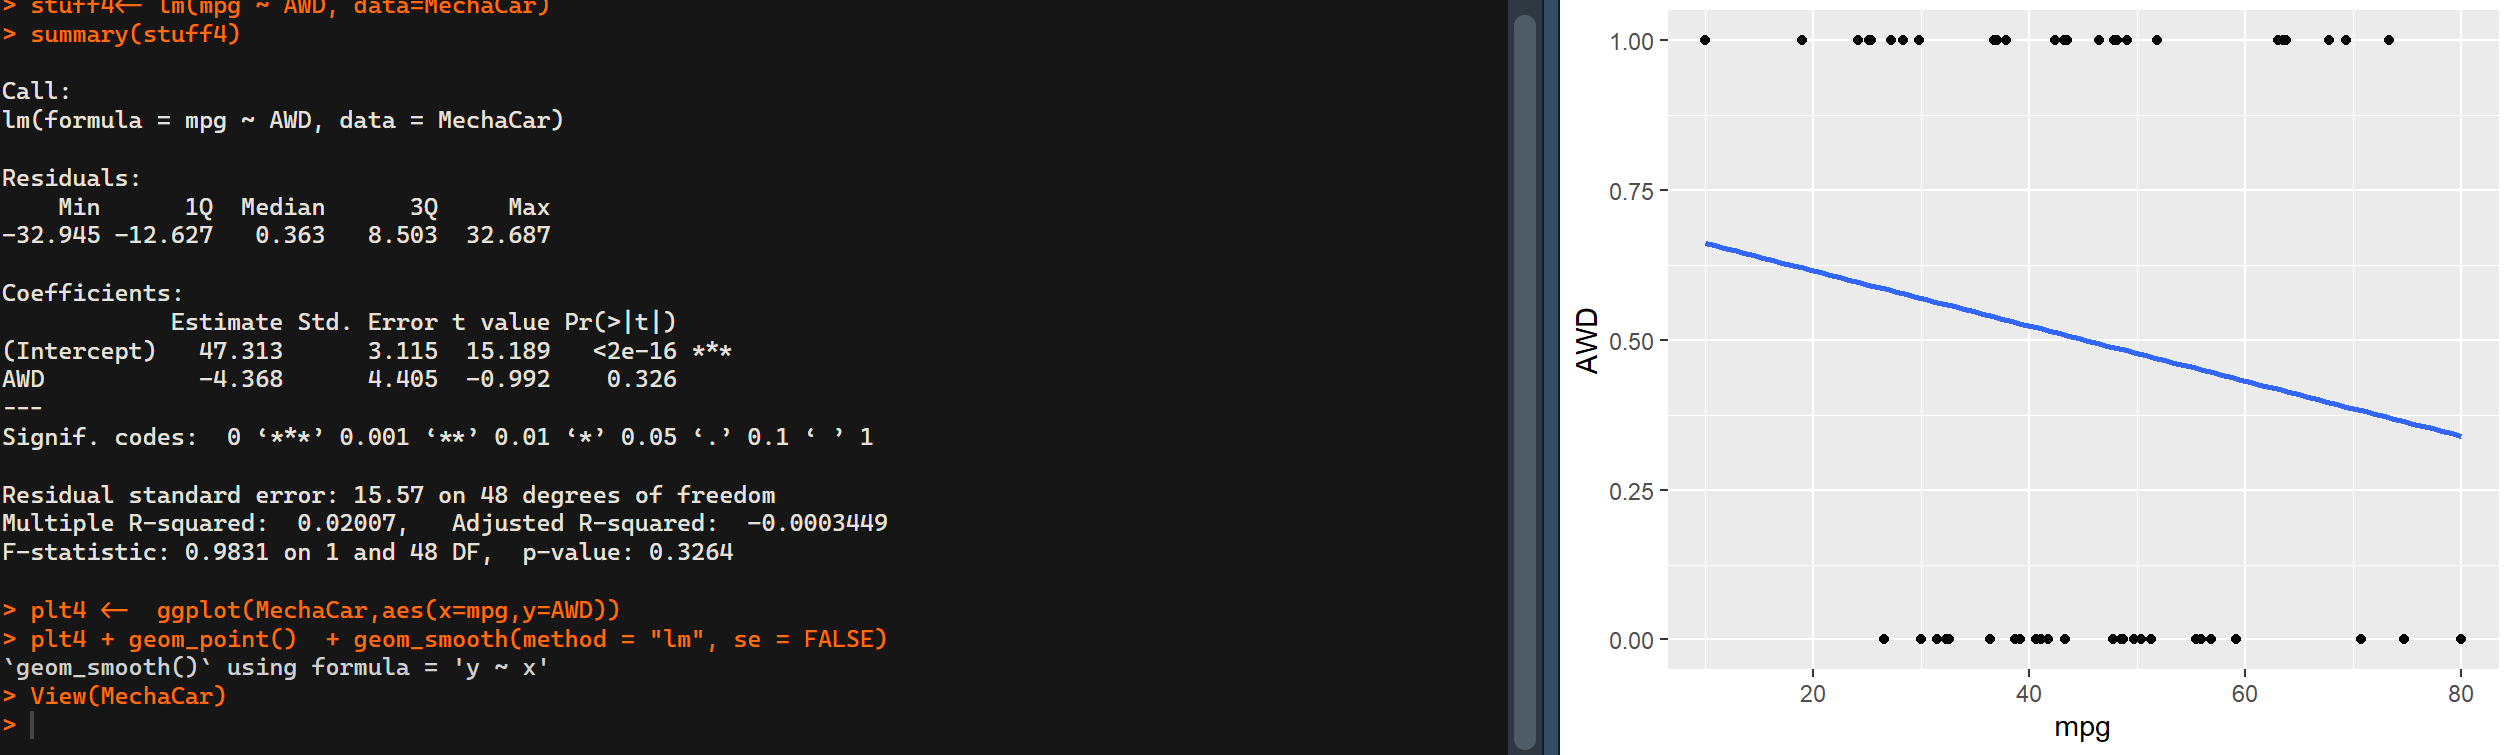 > stuff4<- lm(mpg ~ AWD, data=MechaCar)
> summary(stuff4)
Call:
lm(formula = mpg ~ AWD, data = MechaCar)
Residuals:
    Min      1Q  Median      3Q     Max
-32.945 -12.627   0.363   8.503  32.687
Coefficients:
            Estimate Std. Error t value Pr(>|t|)
(Intercept)   47.313      3.115  15.189   <2e-16 ***
AWD           -4.368      4.405  -0.992    0.326
---
Signif. codes:  0 ‘***’ 0.001 ‘**’ 0.01 ‘*’ 0.05 ‘.’ 0.1 ‘ ’ 1
Residual standard error: 15.57 on 48 degrees of freedom
Multiple R-squared:  0.02007,   Adjusted R-squared:  -0.0003449
F-statistic: 0.9831 on 1 and 48 DF,  p-value: 0.3264
> plt4 <-  ggplot(MechaCar,aes(x=mpg,y=AWD))
> plt4 + geom_point()  + geom_smooth(method = "lm", se = FALSE)
`geom_smooth()` using formula = 'y ~ x'
> View(MechaCar)
>
1.00
0.75
0.50
0.25
0.00
AWD
20 40 60 80
mpg